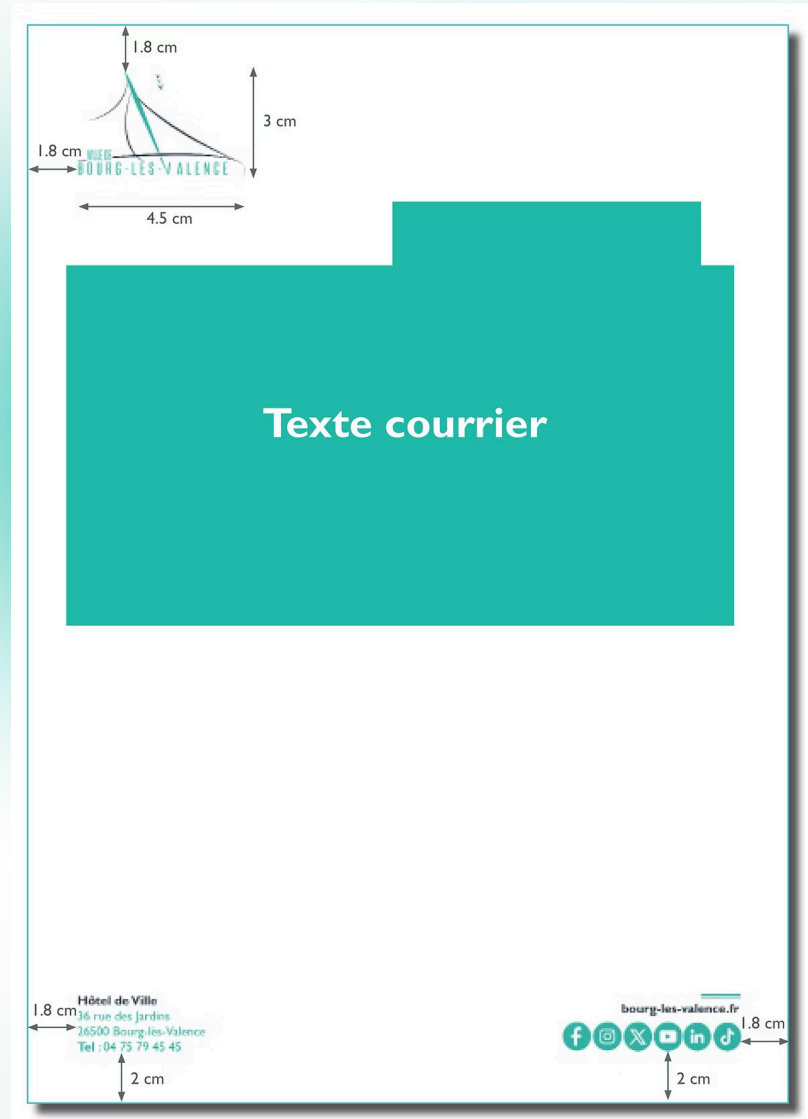 1.8 cm
3 cm
1.8 cm
VILLE DE
BOURG-LÈS-VALENCE
4.5 cm
Texte courrier
Hôtel de Ville
36 rue des Jardins
26500 Bourg-lès-Valence
Tel : 04 75 79 45 45
1.8 cm
2 cm
bourg-les-valence.fr
1.8 cm
2 cm